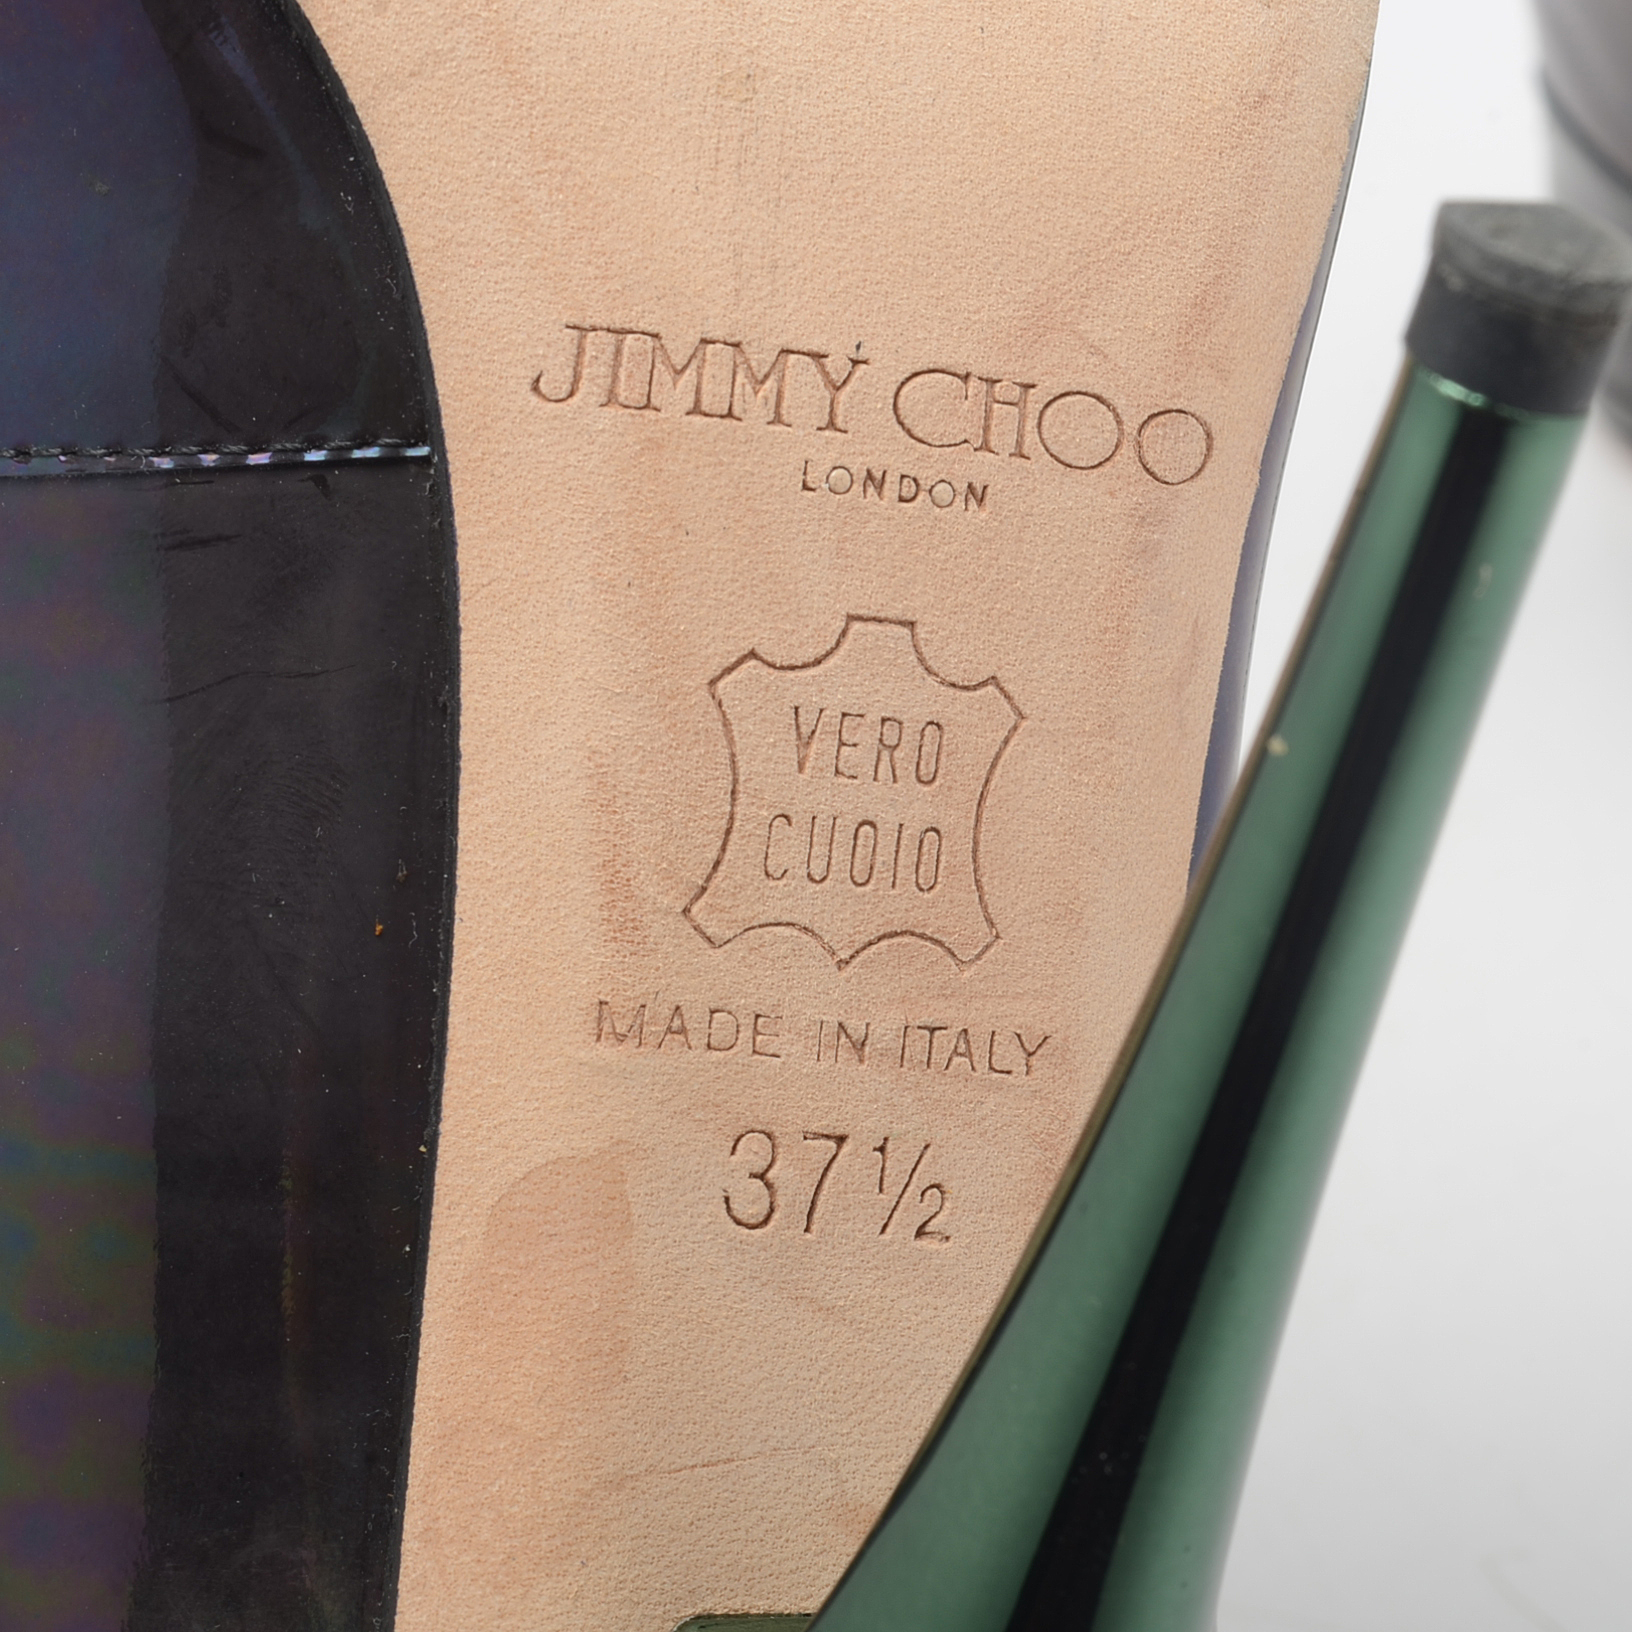 JIMMY CHOO
LONDON
VERO
CUOIO
MADE IN ITALY
37½